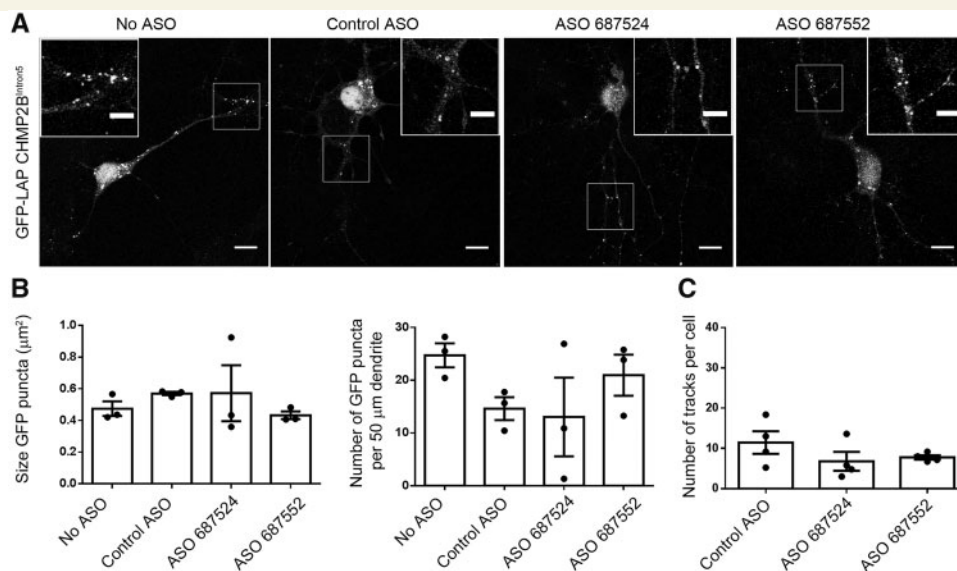 A
No ASO
Control ASO
ASO 687524
ASO 687552
GFP-LAP CHMP2B^Intron5
B
Size GFP puncta (μm²)
1.0
0.8
0.6
0.4
0.2
0.0
No ASO
Control ASO
ASO 687524
ASO 687552
Number of GFP puncta
per 50 μm dendrite
30
20
10
0
No ASO
Control ASO
ASO 687524
ASO 687552
C
Number of tracks per cell
40
30
20
10
0
Control ASO
ASO 687524
ASO 687552